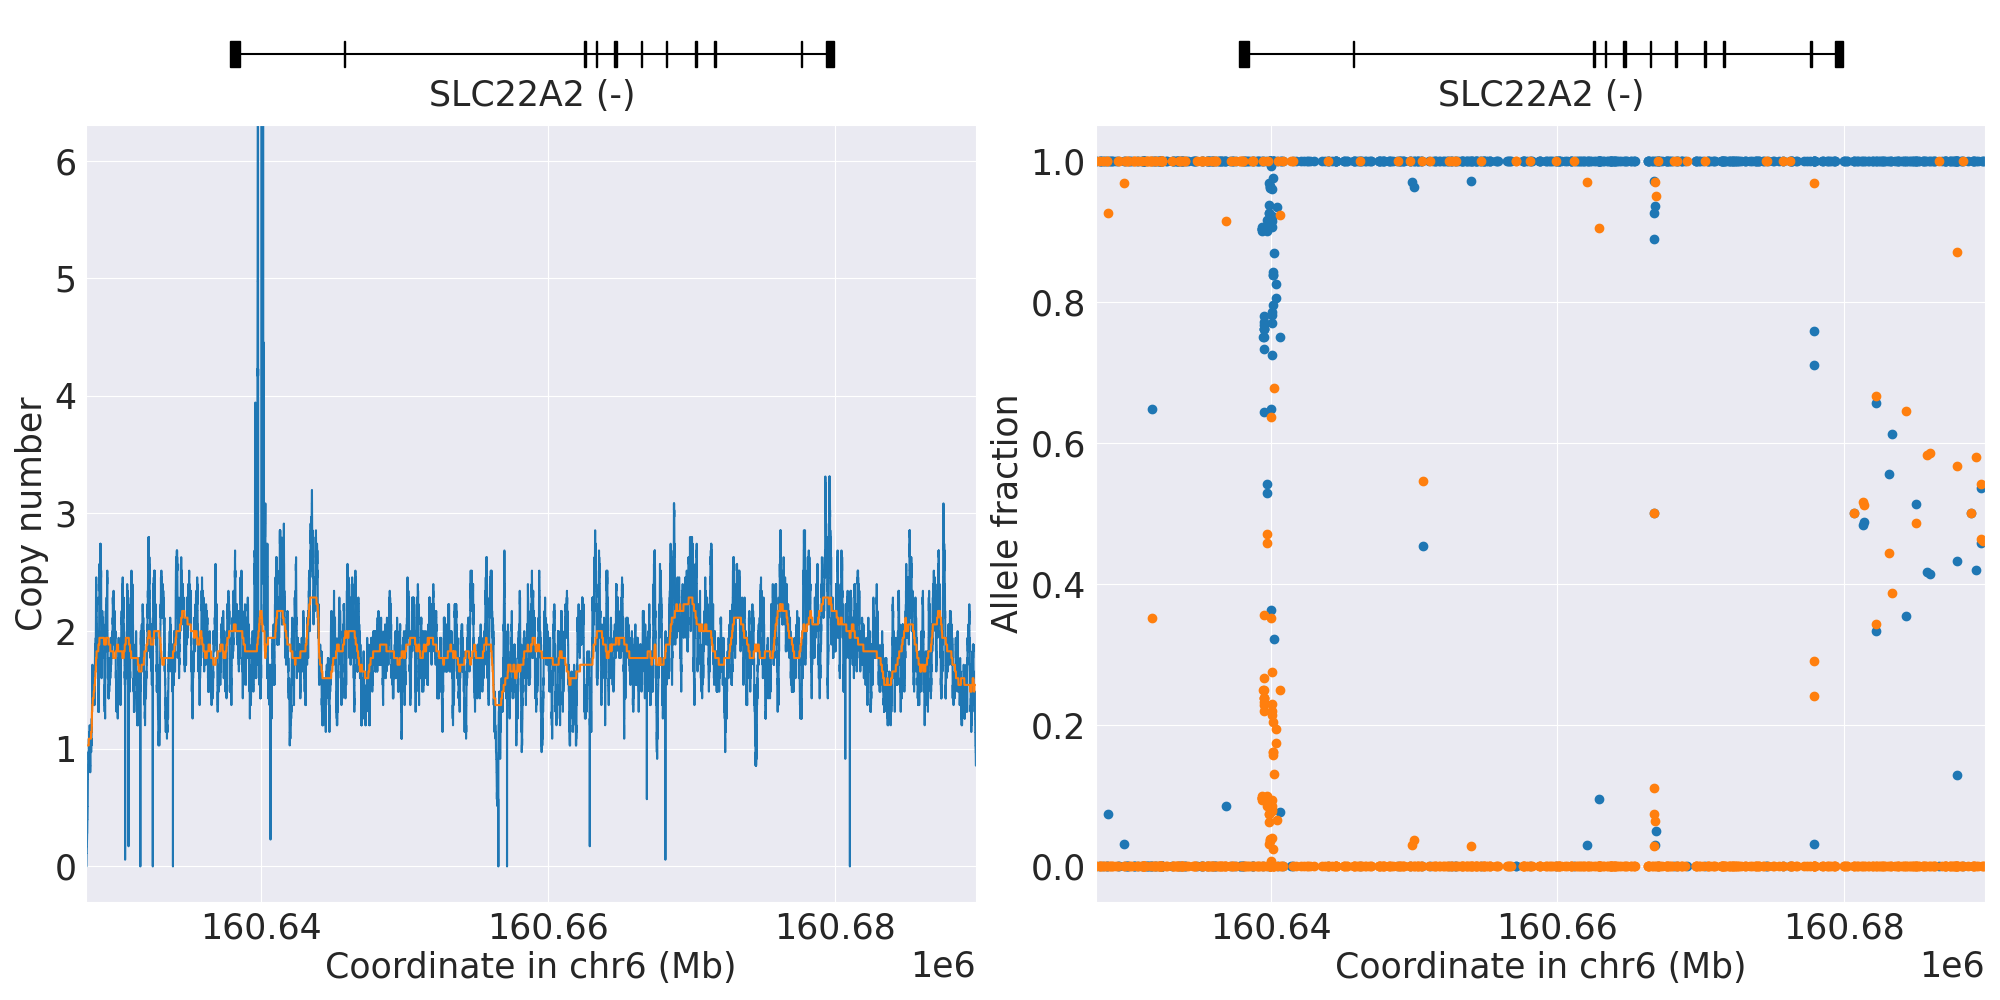 SLC22A2 (-)
Copy number
6
5
4
3
2
1
0
160.64
160.66
160.68
Coordinate in chr6 (Mb)
1e6
SLC22A2 (-)
Allele fraction
1.0
0.8
0.6
0.4
0.2
0.0
160.64
160.66
160.68
Coordinate in chr6 (Mb)
1e6